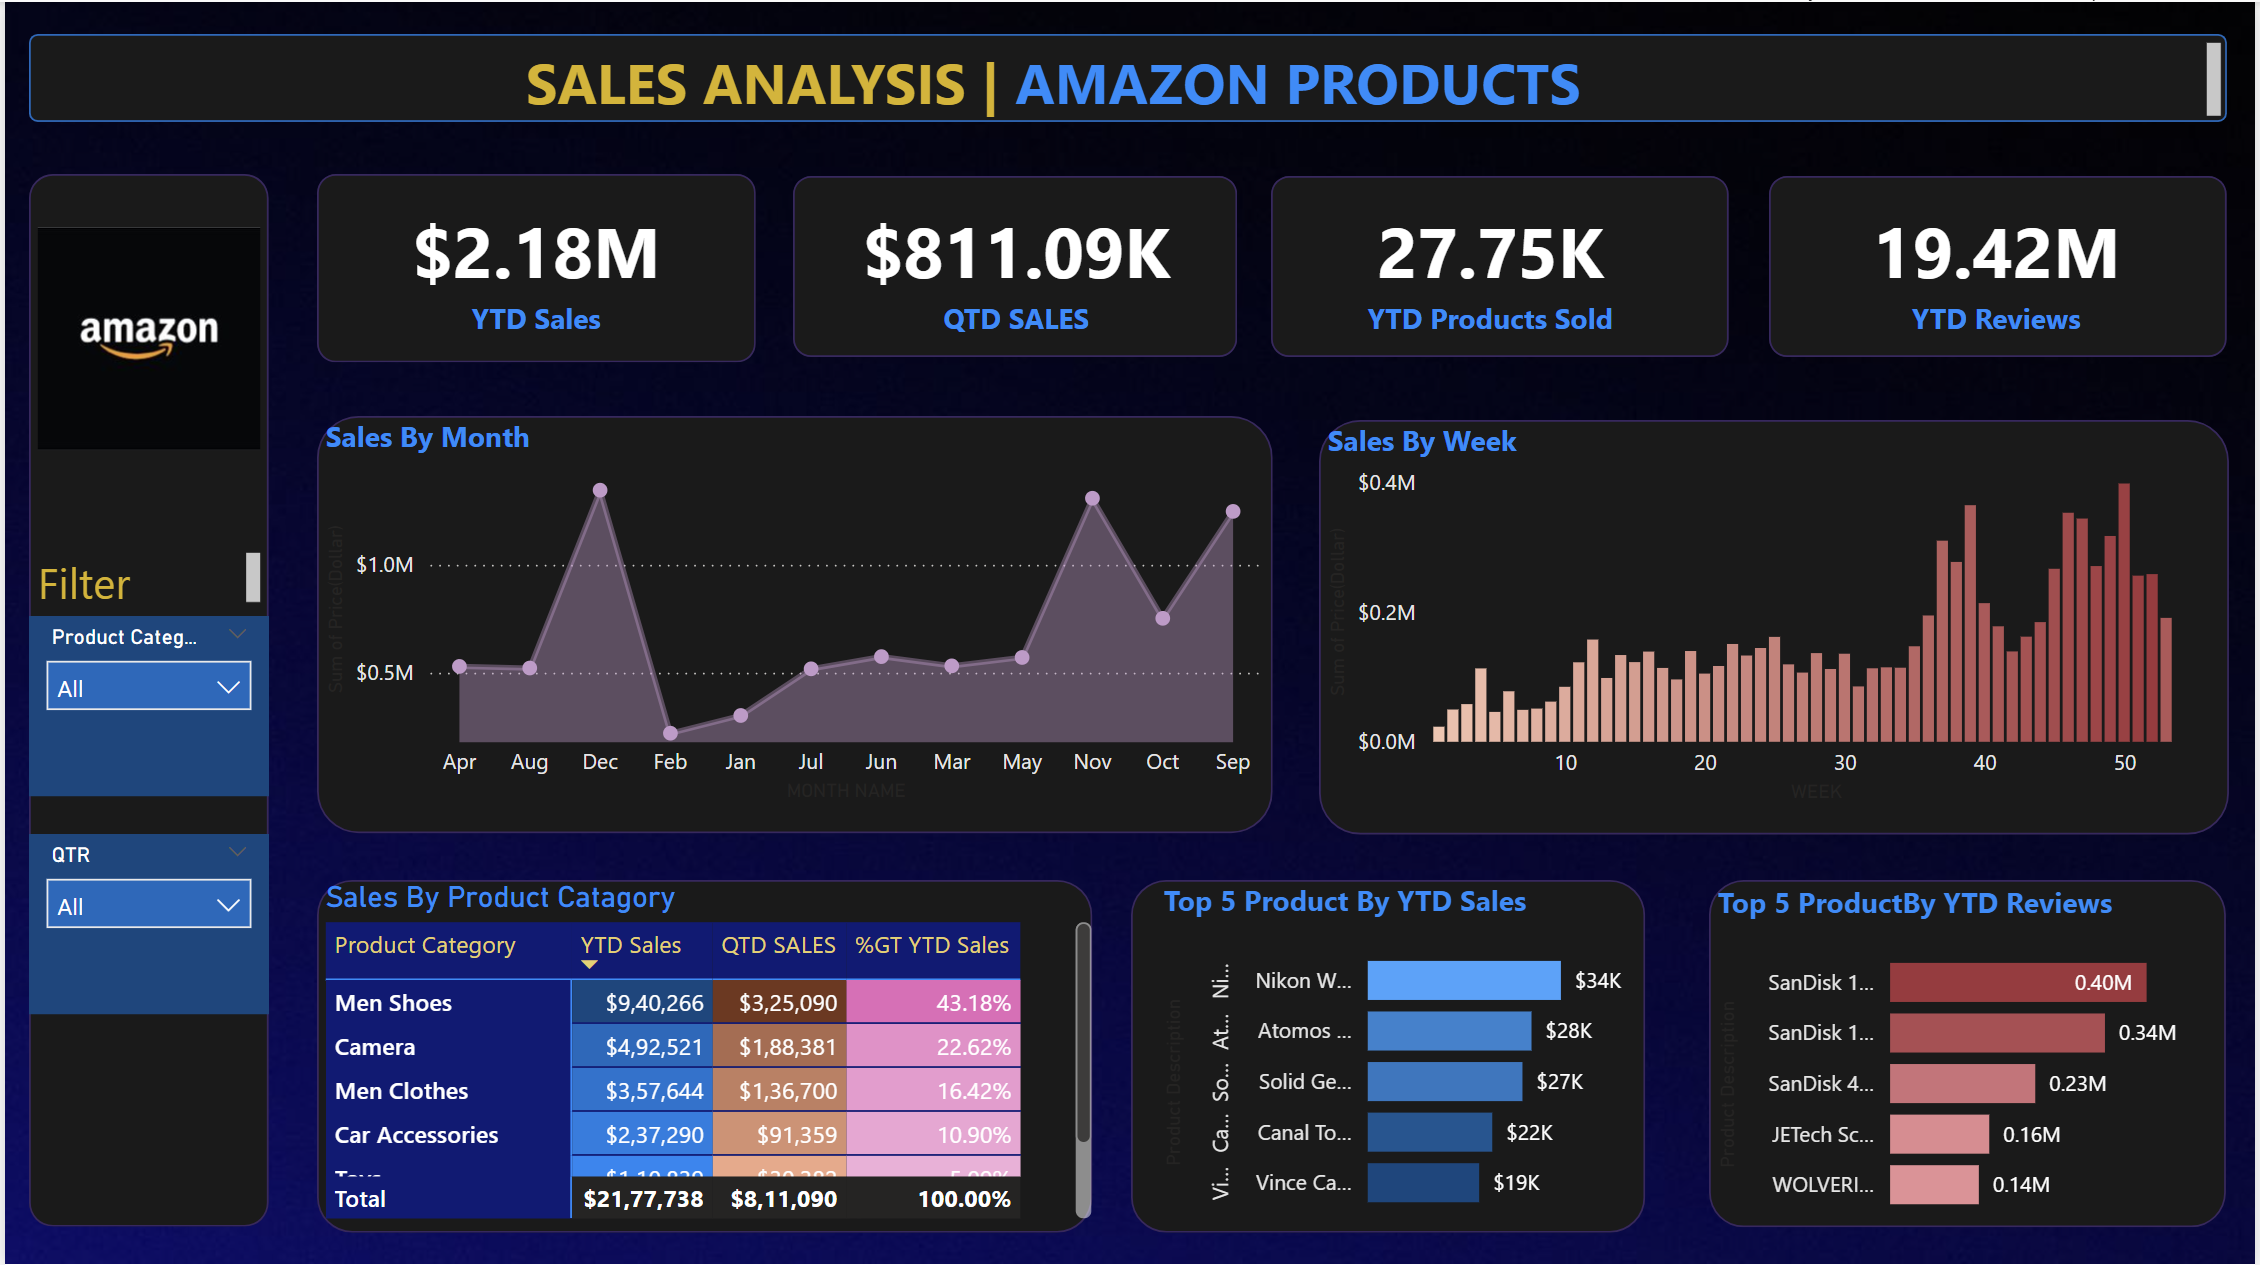 SALES ANALYSIS | AMAZON PRODUCTS
amazon
Filter
Product Categ...
All
QTR
All
$2.18M
YTD Sales
$811.09K
QTD SALES
27.75K
YTD Products Sold
19.42M
YTD Reviews
Sales By Month
Sum of Price(Dollar)
$1.0M
$0.5M
Apr Aug Dec Feb Jan Jul Jun Mar May Nov Oct Sep
MONTH NAME
Sales By Week
Sum of Price(Dollar)
$0.4M
$0.2M
$0.0M
10 20 30 40 50
WEEK
Sales By Product Catagory
Product Category YTD Sales QTD SALES %GT YTD Sales
Men Shoes $9,40,266 $3,25,090 43.18%
Camera $4,92,521 $1,88,381 22.62%
Men Clothes $3,57,644 $1,36,700 16.42%
Car Accessories $2,37,290 $91,359 10.90%
Total $21,77,738 $8,11,090 100.00%
Top 5 Product By YTD Sales
Product Description
Ni... Nikon W... $34K
At... Atomos ... $28K
So... Solid Ge... $27K
Ca... Canal To... $22K
Vi... Vince Ca... $19K
Top 5 ProductBy YTD Reviews
Product Description
SanDisk 1... 0.40M
SanDisk 1... 0.34M
SanDisk 4... 0.23M
JETech Sc... 0.16M
WOLVERI... 0.14M